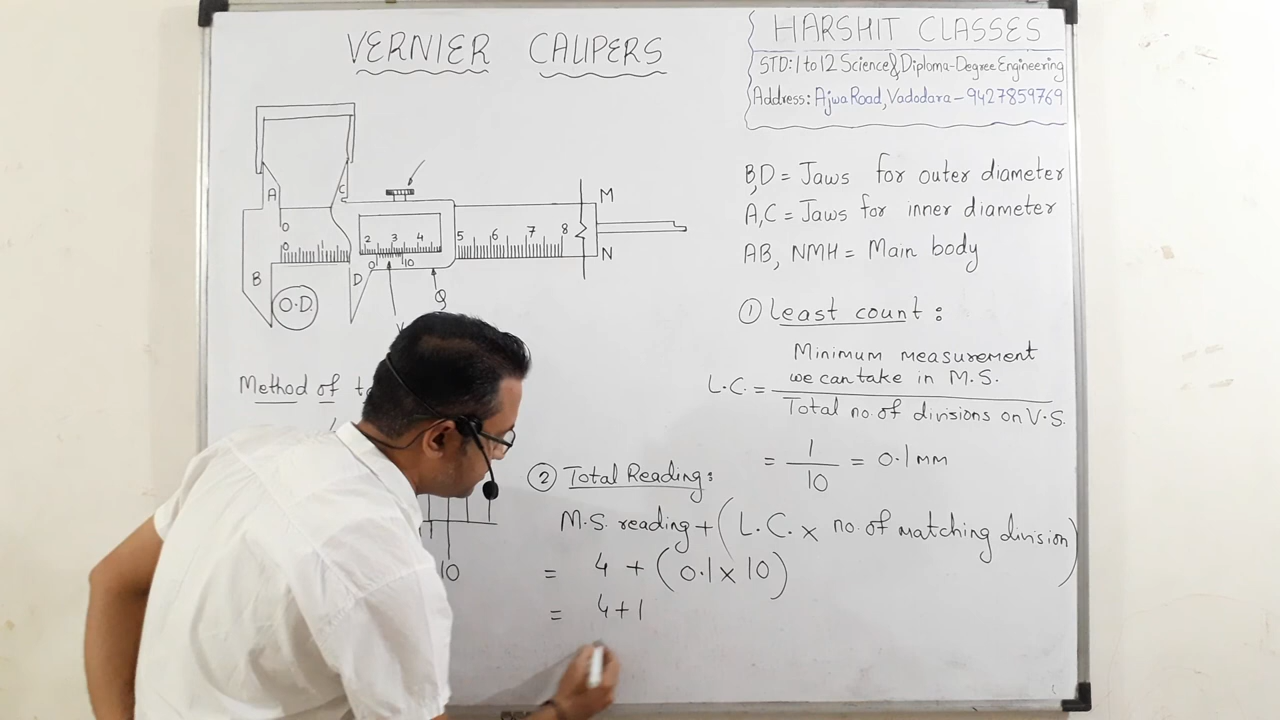 VERNIER CALIPERS
HARSHIT CLASSES
STD: 1 to 12 Science & Diploma-Degree Engineering
Address: Ajwa Road, Vadodara – 9427859769
A
C
M
0
2 3 4
5 6 7 8
0 1
N
0 10
B
D
O.D.
Q
B,D = Jaws for outer diameter
A,C = Jaws for inner diameter
AB, NMH = Main body
① Least count :
L.C. = Minimum measurement
we can take in M.S.
Total no. of divisions on V.S.
= 1
10
= 0.1 mm
Method of
② Total Reading:
M.S. reading + (L.C. × no. of matching division)
= 4 + (0.1 × 10)
= 4+1
10